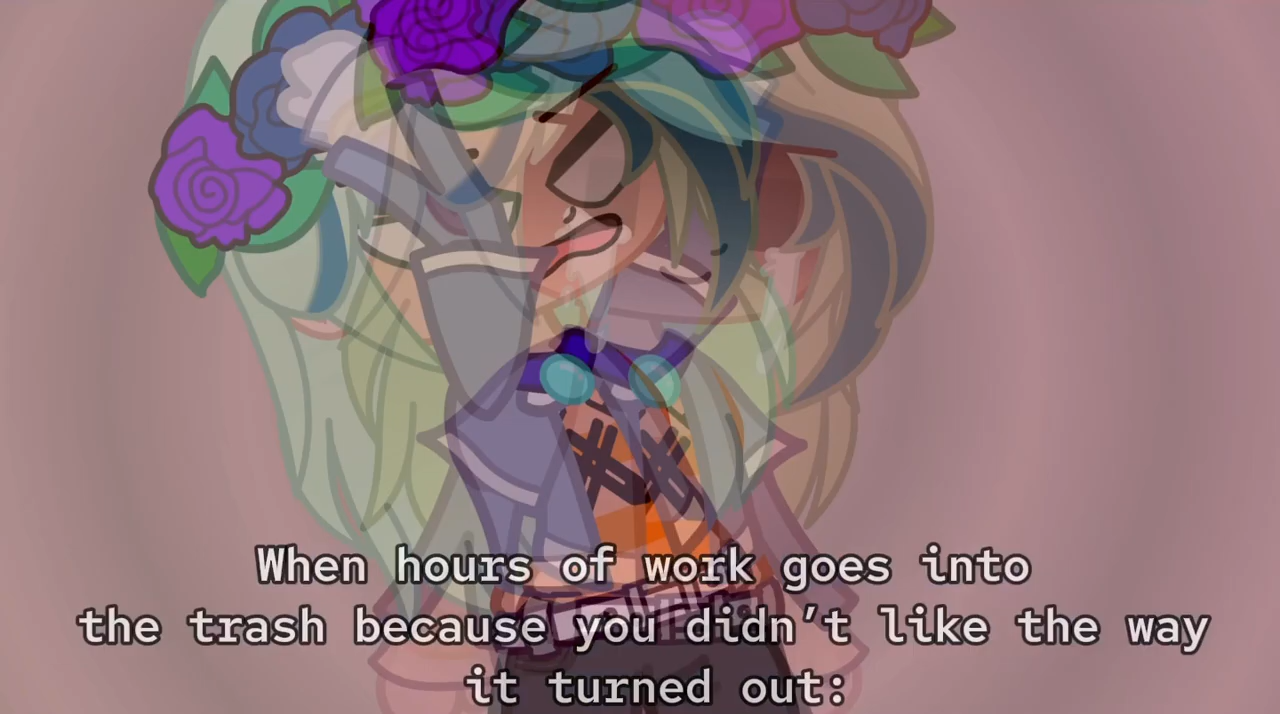 When hours of work goes into
the trash because you didn’t like the way
it turned out: